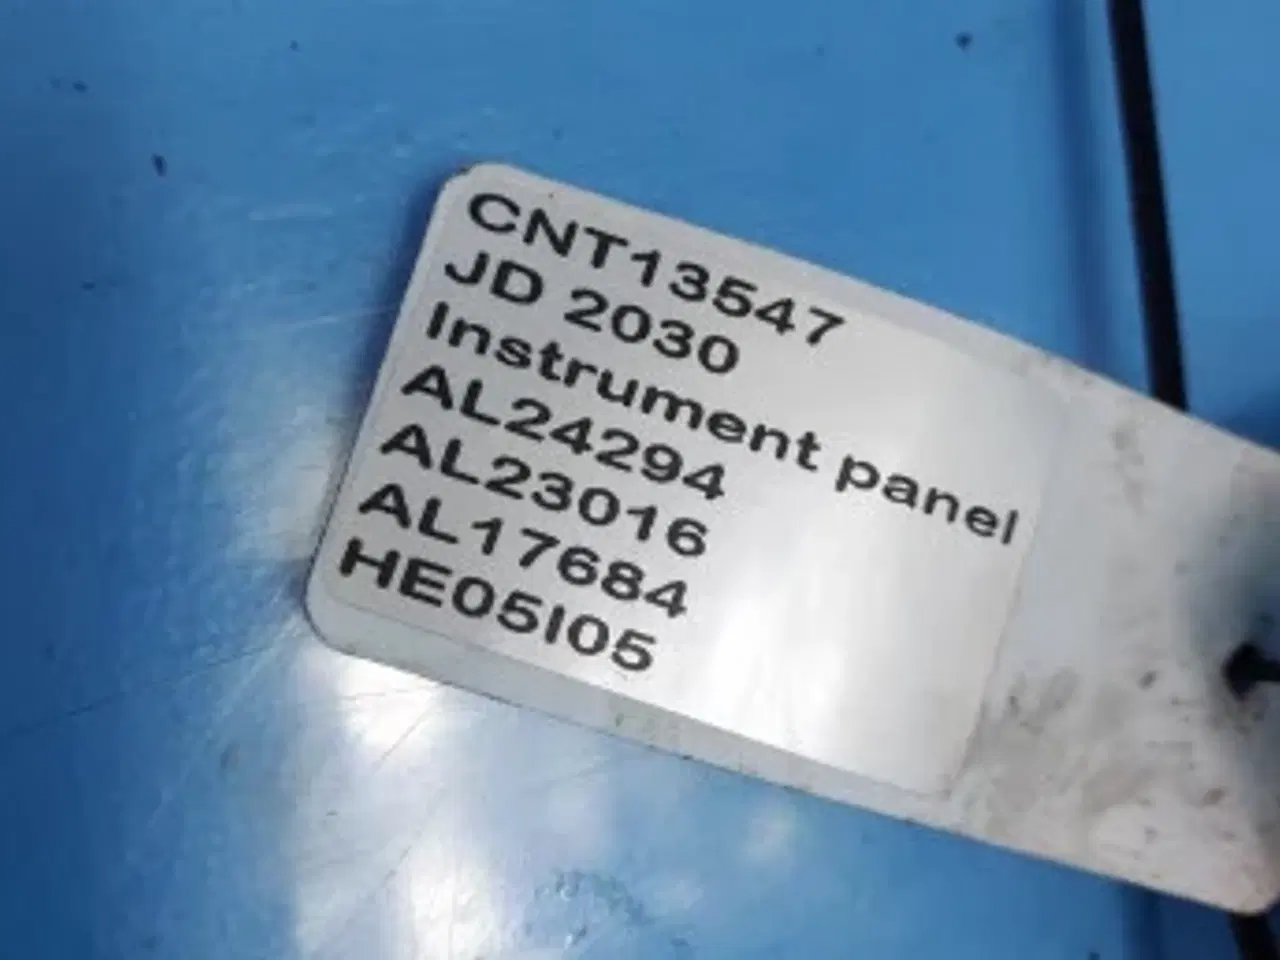 CNT13547
JD 2030
Instrument panel
AL24294
AL23016
AL17684
HE05I05